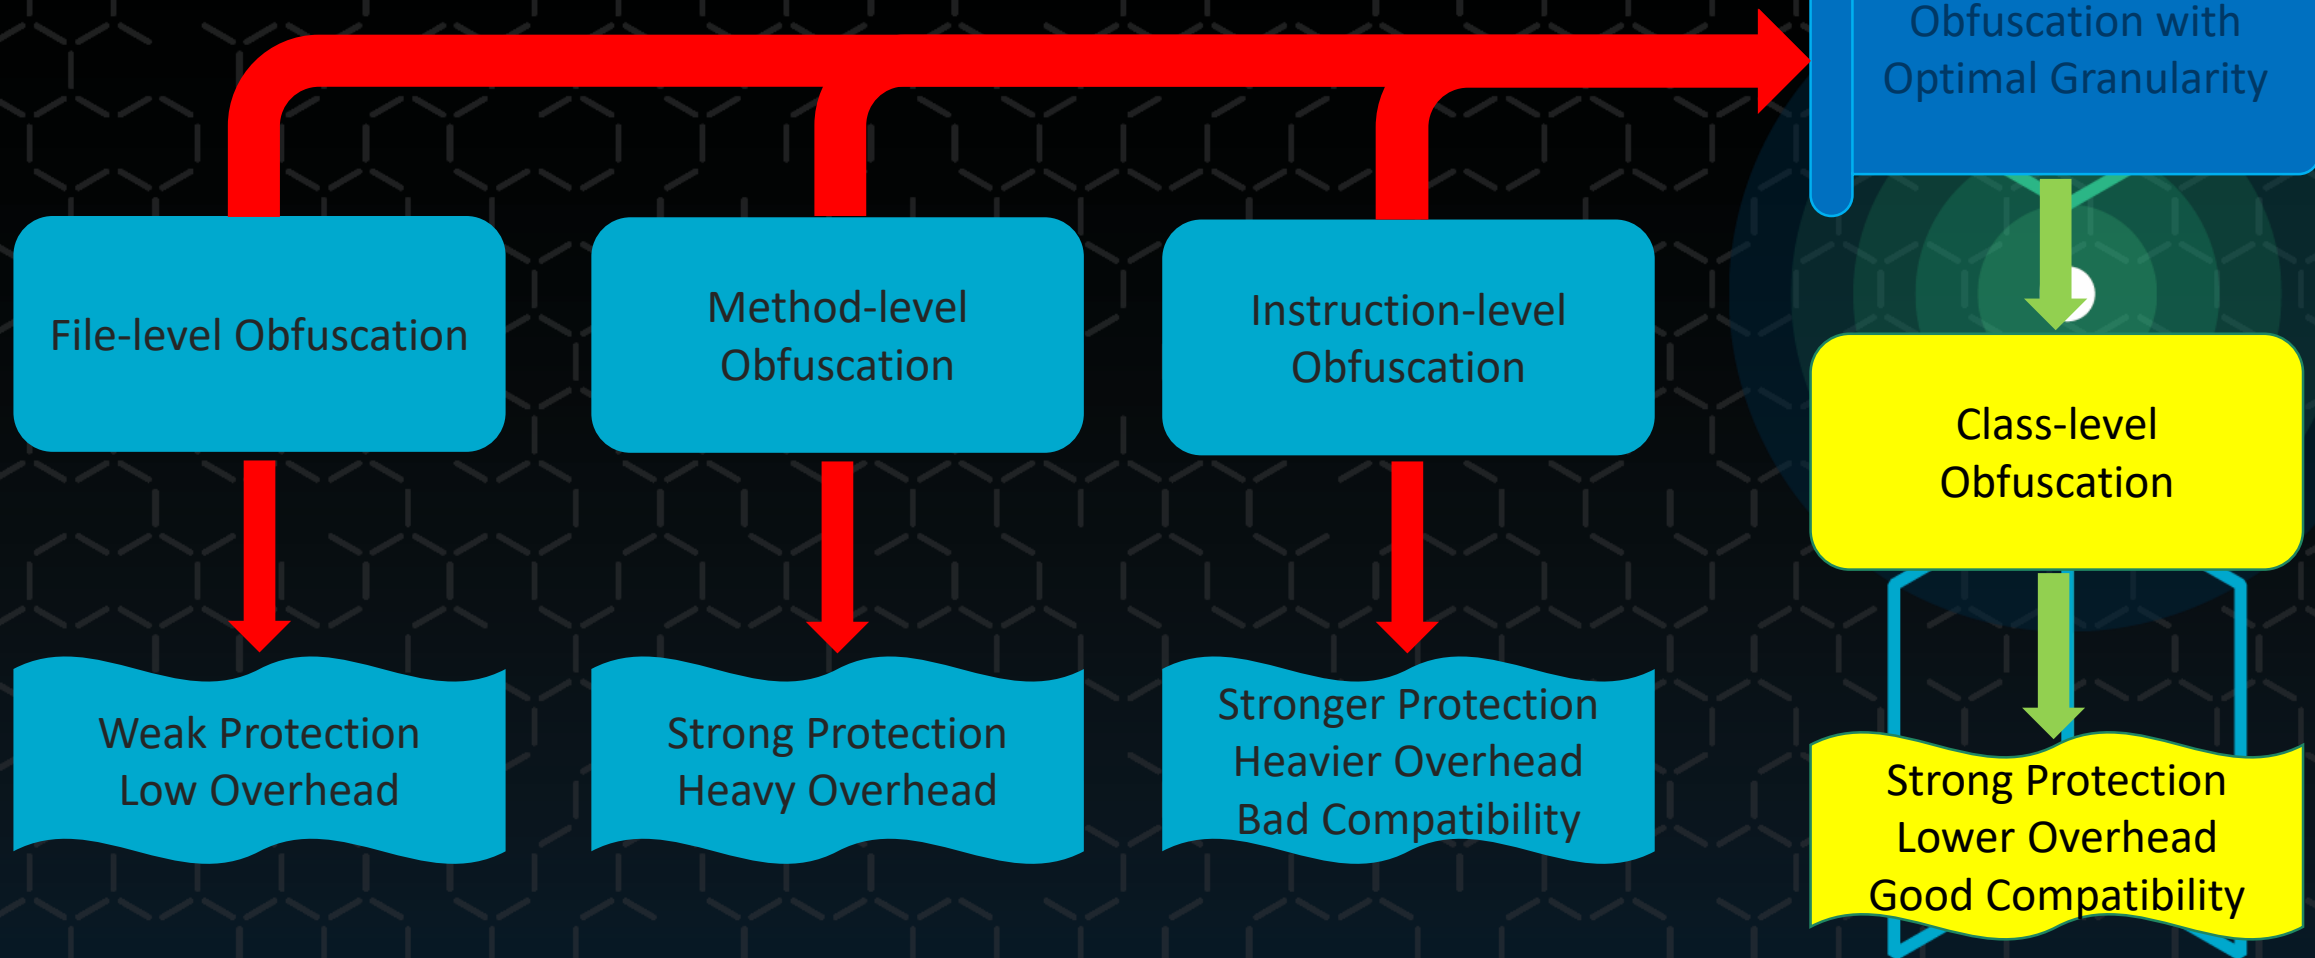 Obfuscation with
Optimal Granularity
File-level Obfuscation
Method-level
Obfuscation
Instruction-level
Obfuscation
Class-level
Obfuscation
Weak Protection
Low Overhead
Strong Protection
Heavy Overhead
Stronger Protection
Heavier Overhead
Bad Compatibility
Strong Protection
Lower Overhead
Good Compatibility